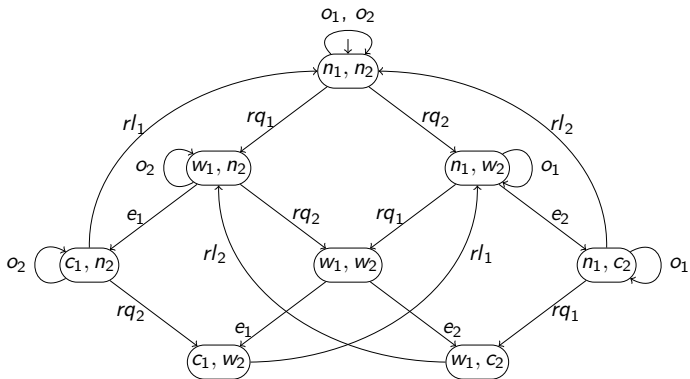 o₁, o₂
n₁, n₂
rl₁
rq₁
rq₂
rl₂
o₂
w₁, n₂
n₁, w₂
o₁
e₁
rq₂
rq₁
e₂
o₂
c₁, n₂
rl₂
w₁, w₂
rl₁
n₁, c₂
o₁
rq₂
e₁
e₂
rq₁
c₁, w₂
w₁, c₂